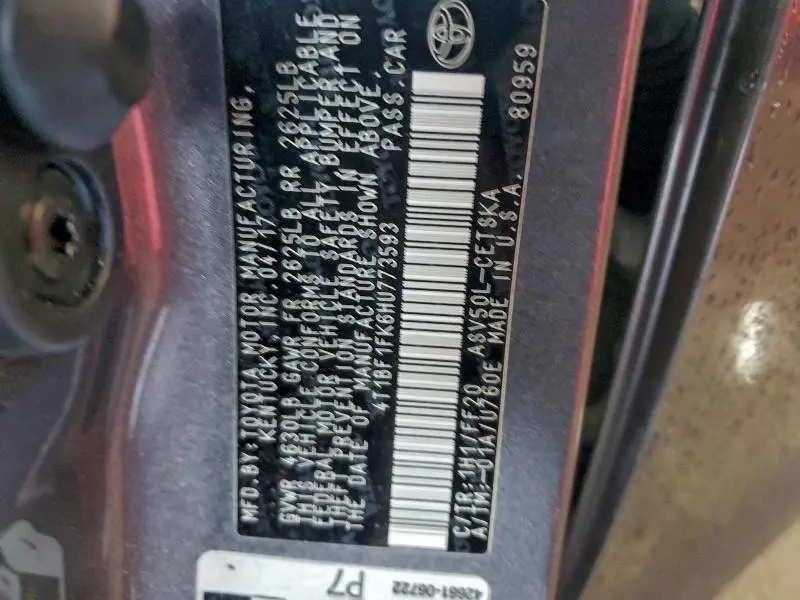 MFD.BY:TOYOTA MOTOR MANUFACTURING,
KENTUCKY, INC. 04/17
GVWR 4630LB GAWR FR 2625LB RR 2625LB
THIS VEHICLE CONFORMS TO ALL APPLICABLE
FEDERAL MOTOR VEHICLE SAFETY, BUMPER, AND
THEFT PREVENTION STANDARDS IN EFFECT ON
THE DATE OF MANUFACTURE SHOWN ABOVE.
4T1BF1FK6HU773593 PASS.CAR
C/TR:1H1/FF20 ASV50L-CETSKA
A/TM:-01A/U760E MADE IN U.S.A. 80959
42661-06722
P7